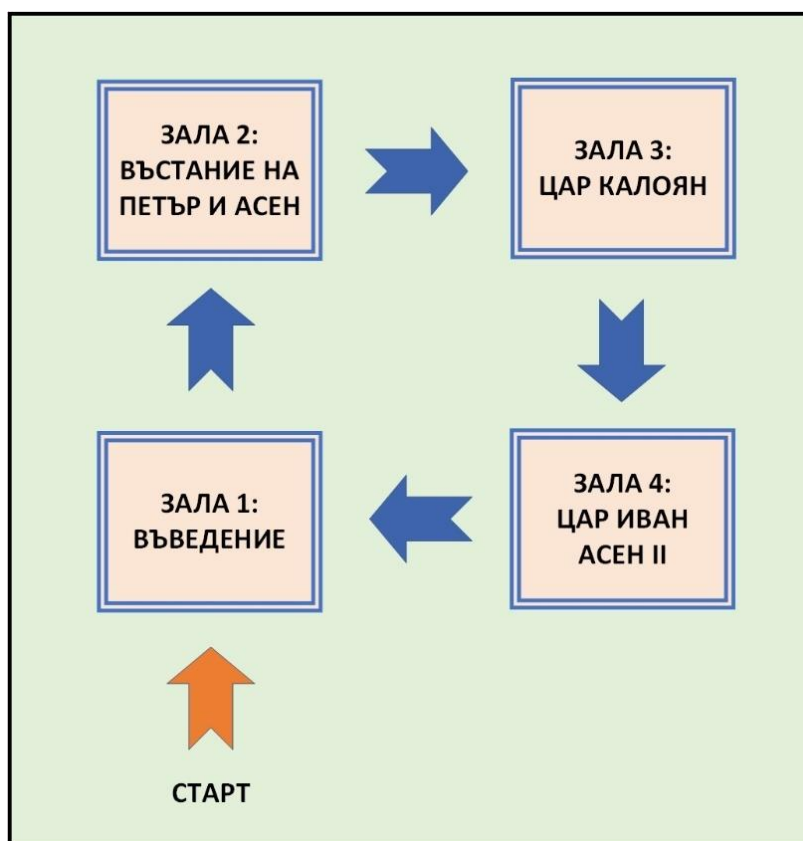 ЗАЛА 2:
ВЪСТАНИЕ НА
ПЕТЪР И АСЕН
ЗАЛА 3:
ЦАР КАЛОЯН
ЗАЛА 1:
ВЪВЕДЕНИЕ
ЗАЛА 4:
ЦАР ИВАН
АСЕН II
СТАРТ